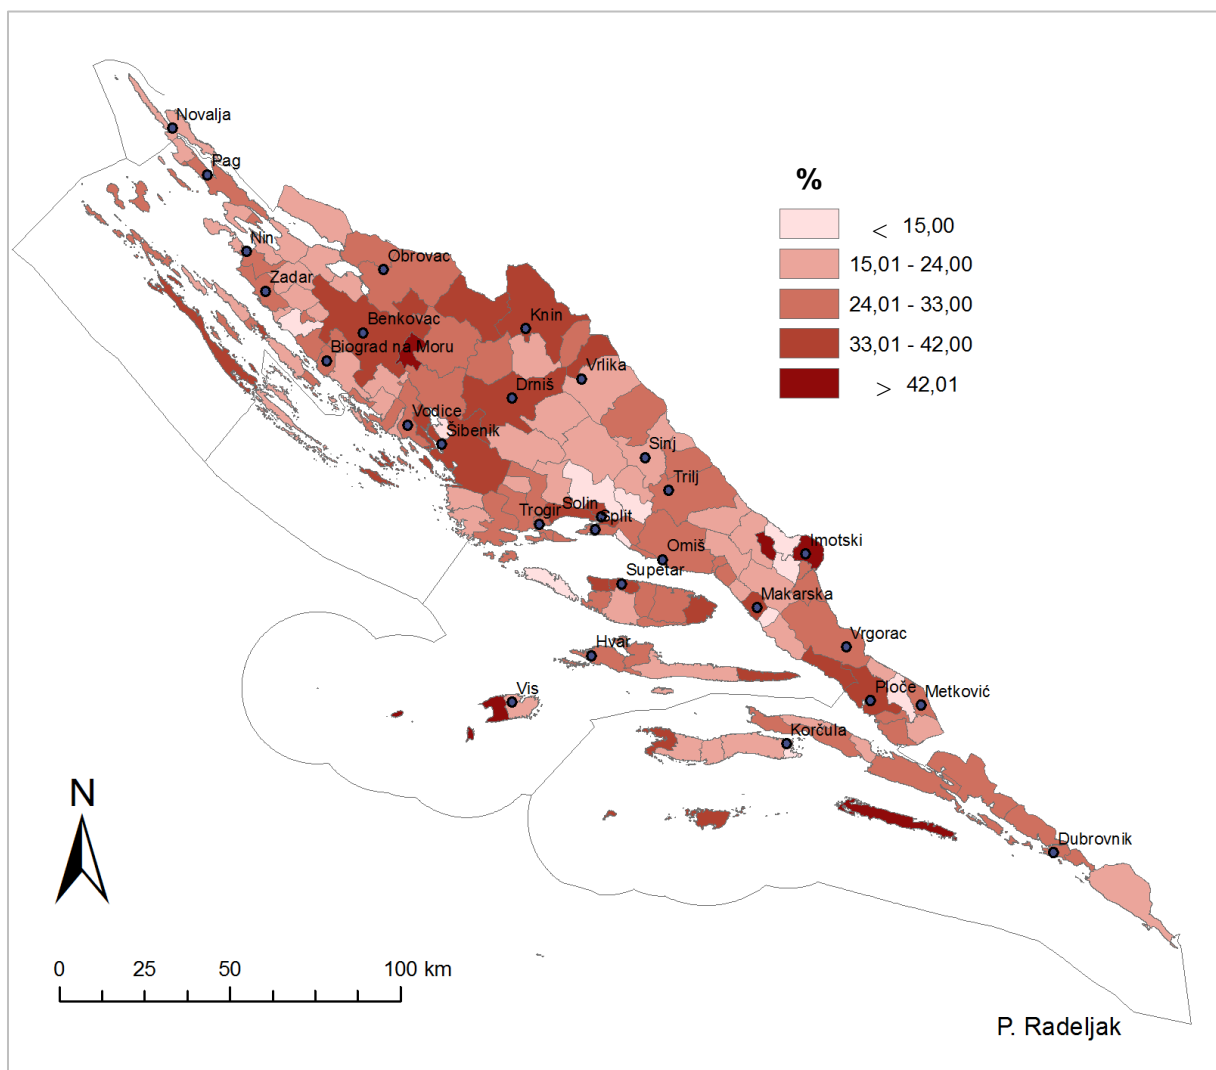 Novalja
Pag
%
< 15,00
Nin
Obrovac
15,01 - 24,00
Zadar
24,01 - 33,00
Knin
Benkovac
33,01 - 42,00
Biograd na Moru
Vrlika
Drniš
> 42,01
Vodice
Šibenik
Sinj
Trilj
Solin
Trogir
Split
Omiš
Imotski
Supetar
Makarska
Hvar
Vrgorac
Vis
Ploče
Metković
Korčula
N
Dubrovnik
0 25 50 100 km
P. Radeljak